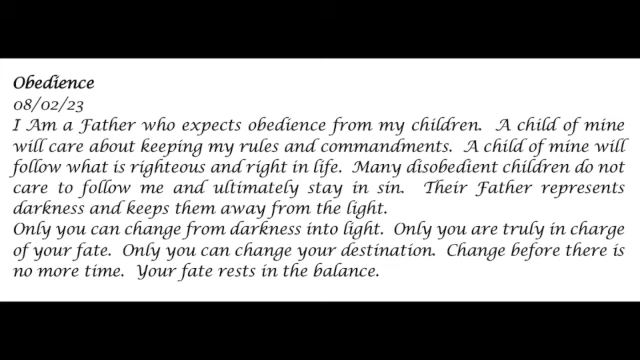 Obedience
08/02/23
I Am a Father who expects obedience from my children. A child of mine
will care about keeping my rules and commandments. A child of mine will
follow what is righteous and right in life. Many disobedient children do not
care to follow me and ultimately stay in sin. Their Father represents
darkness and keeps them away from the light.
Only you can change from darkness into light. Only you are truly in charge
of your fate. Only you can change your destination. Change before there is
no more time. Your fate rests in the balance.